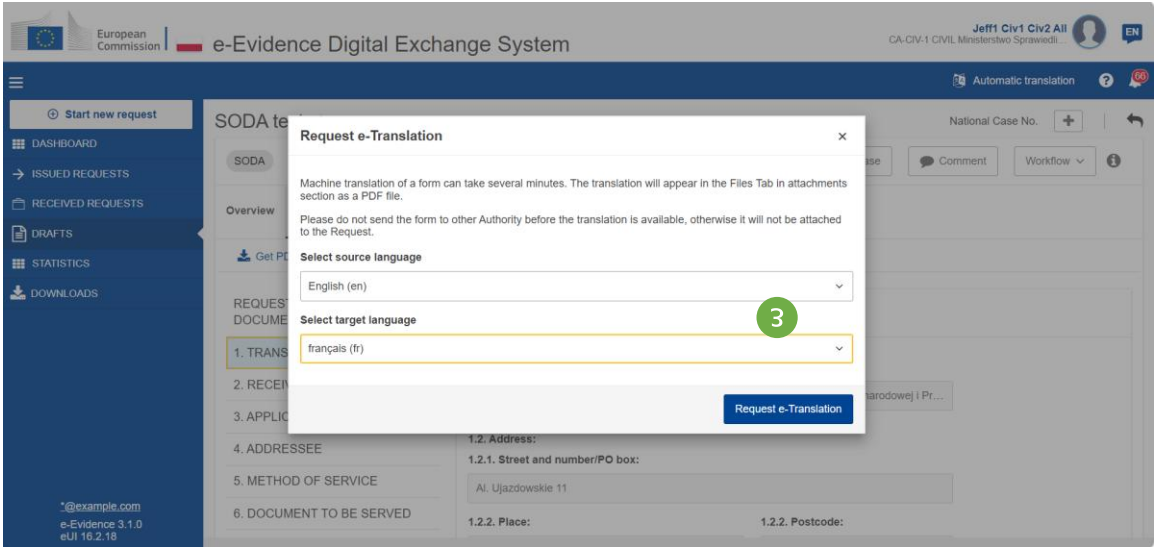 European
Commission
e-Evidence Digital Exchange System
Jeff1 Civ1 Civ2 All
CA-CIV-1 CIVIL Ministerstwo Sprawiedli...
EN
Automatic translation
?
66
Start new request
DASHBOARD
ISSUED REQUESTS
RECEIVED REQUESTS
DRAFTS
STATISTICS
DOWNLOADS
*@example.com
e-Evidence 3.1.0
eUI 16.2.18
SODA te
National Case No.
SODA
Comment
Workflow
Overview
Get PD
REQUEST
DOCUME
1. TRANS
2. RECEIV
3. APPLIC
4. ADDRESSEE
5. METHOD OF SERVICE
6. DOCUMENT TO BE SERVED
Request e-Translation
×
Machine translation of a form can take several minutes. The translation will appear in the Files Tab in attachments
section as a PDF file.
Please do not send the form to other Authority before the translation is available, otherwise it will not be attached
to the Request.
Select source language
English (en)
Select target language
3
français (fr)
Request e-Translation
narodowej i Pr...
1.2. Address:
1.2.1. Street and number/PO box:
Al. Ujazdowskie 11
1.2.2. Place:
1.2.2. Postcode: